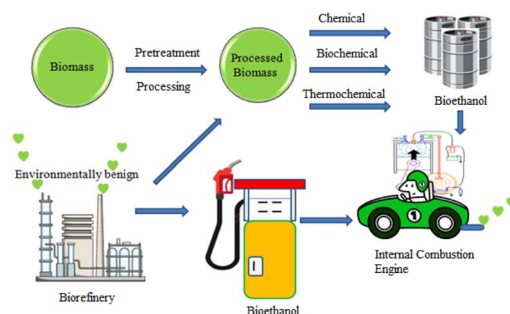 Chemical
Pretreatment
Processed
Biomass
Biomass
Biochemical
Processing
Thermochemical
Bioethanol
Environmentally benign
1
Internal Combustion
Engine
Biorefinery
Bioethanol